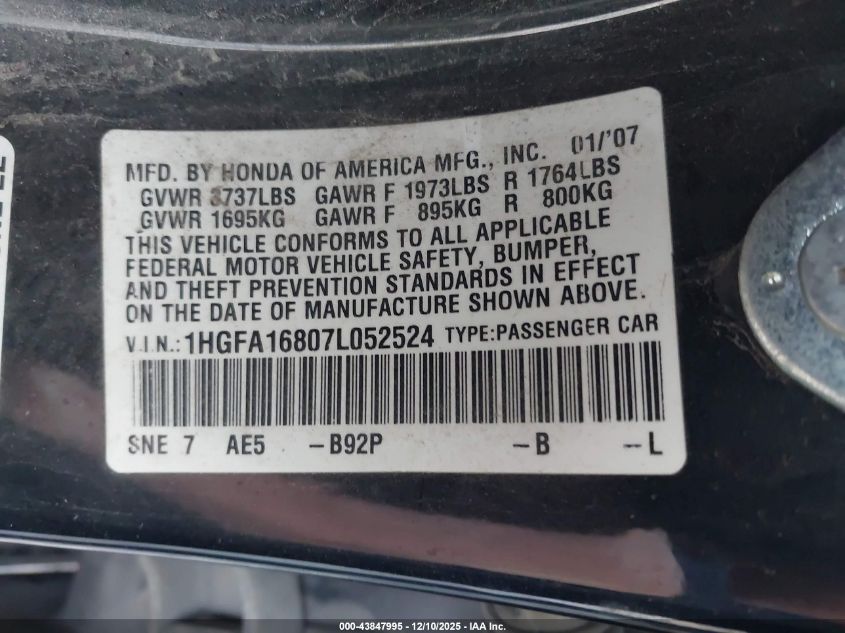 MFD. BY HONDA OF AMERICA MFG., INC. 01/'07
GVWR 3737LBS GAWR F 1973LBS R 1764LBS
GVWR 1695KG GAWR F 895KG R 800KG
THIS VEHICLE CONFORMS TO ALL APPLICABLE
FEDERAL MOTOR VEHICLE SAFETY, BUMPER,
AND THEFT PREVENTION STANDARDS IN EFFECT
ON THE DATE OF MANUFACTURE SHOWN ABOVE.
V.I.N.:1HGFA16807L052524 TYPE:PASSENGER CAR
SNE 7 AE5 –B92P –B –L
000-43847995 - 12/10/2025 - IAA Inc.